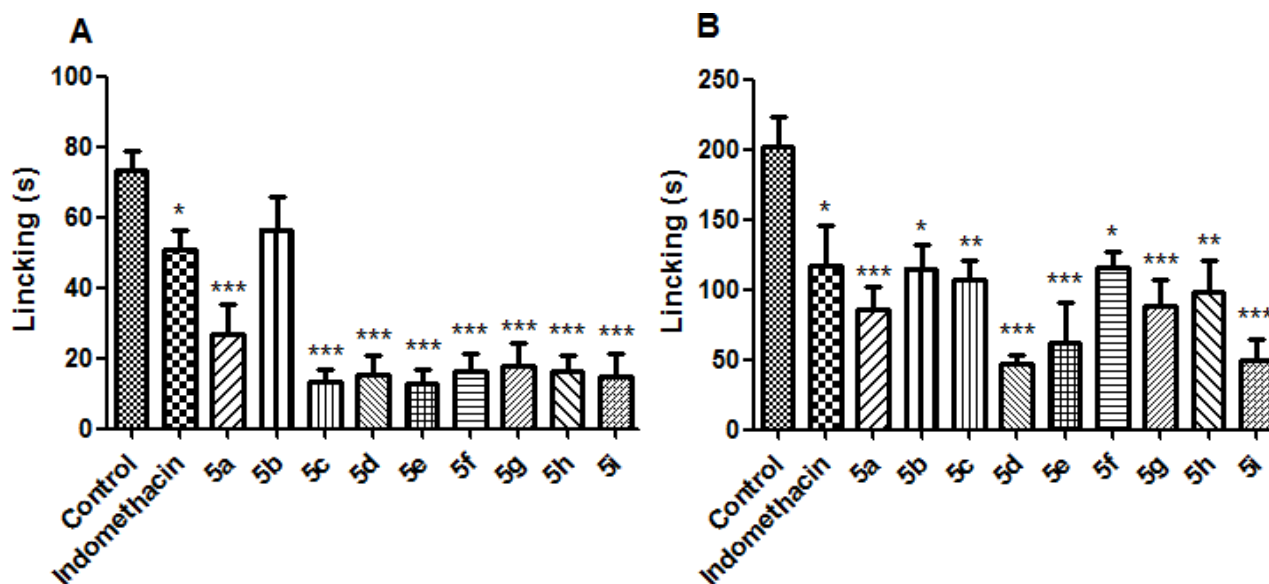 A
Lincking (s)
100
80
60
40
20
0
*
***
***
***
***
***
***
***
***
Control
Indomethacin
5a
5b
5c
5d
5e
5f
5g
5h
5i
B
Lincking (s)
250
200
150
100
50
0
*
***
*
**
***
***
*
***
**
***
Control
Indomethacin
5a
5b
5c
5d
5e
5f
5g
5h
5i